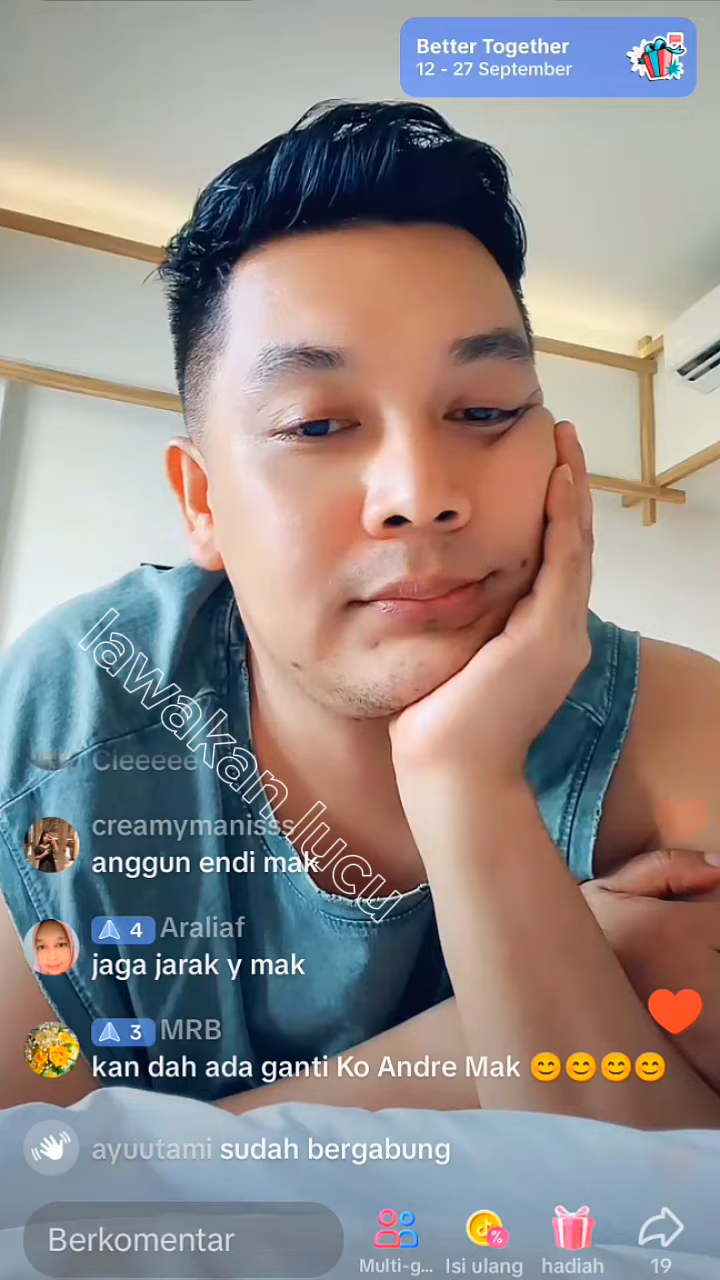 Better Together
12 - 27 September
lawakan lucu
Cieeeee
creamymanisss
anggun endi mak
4 Araliaf
jaga jarak y mak
3 MRB
kan dah ada ganti Ko Andre Mak 😊😊😊😊
ayuutami sudah bergabung
Berkomentar
Multi-g... Isi ulang hadiah 19